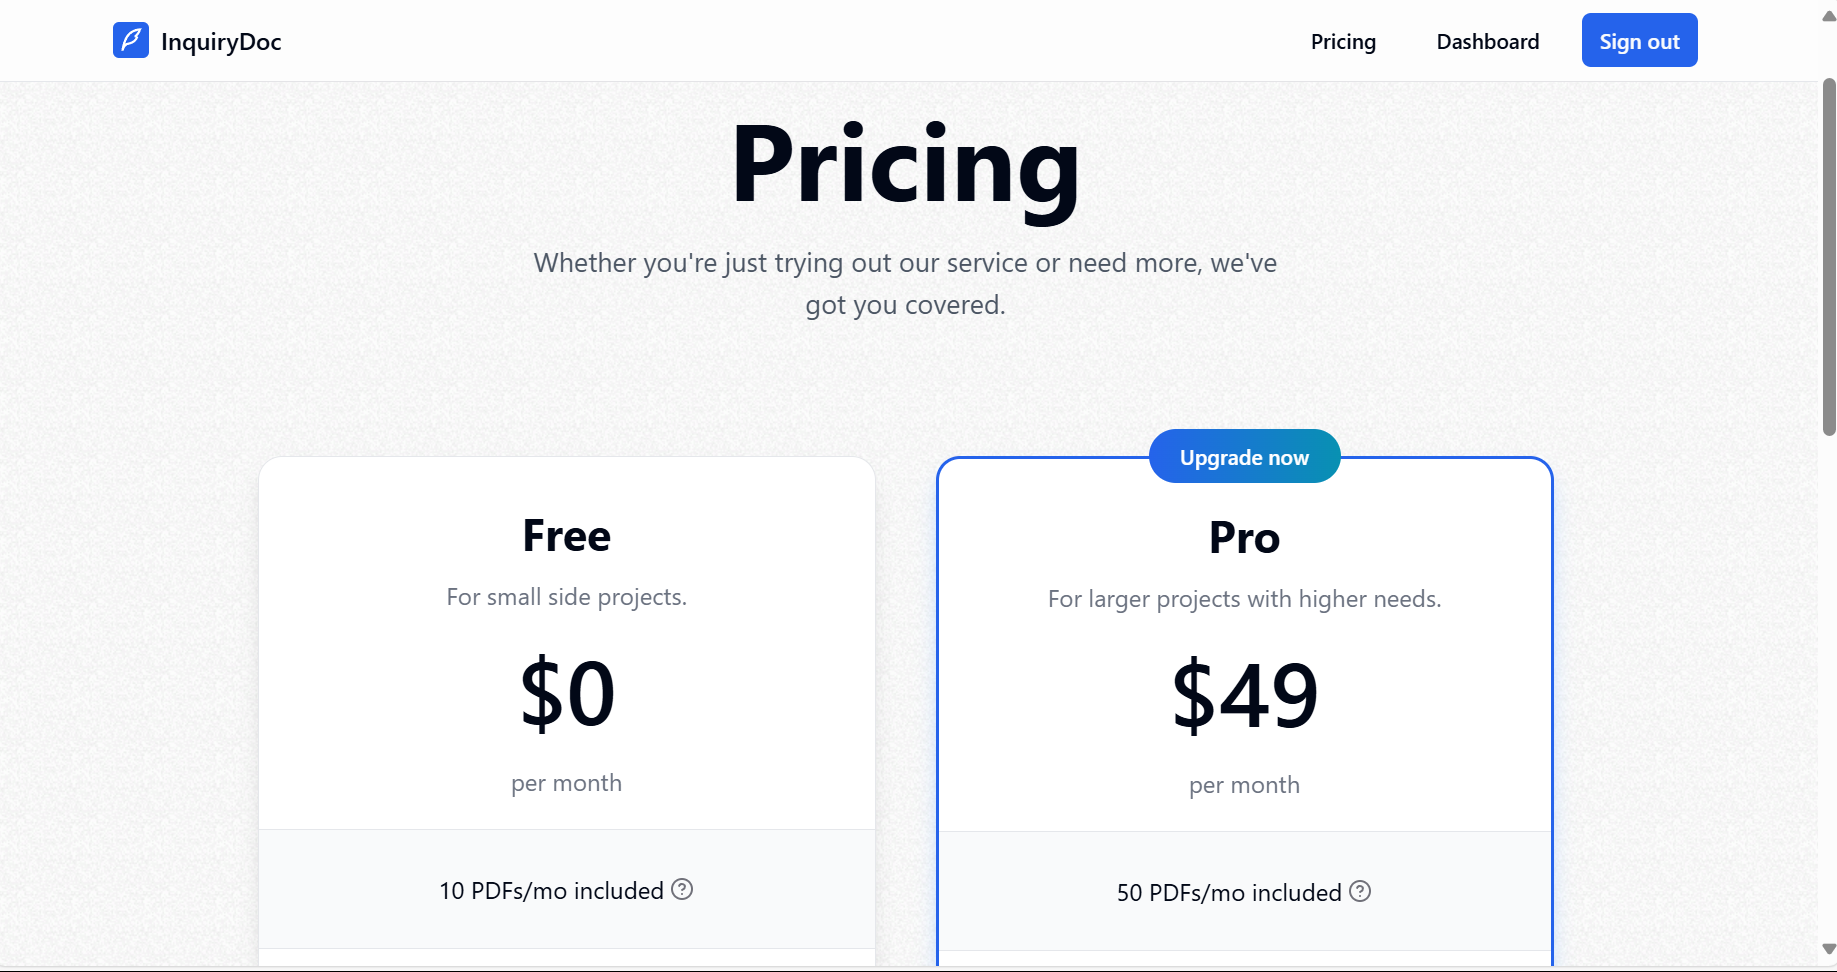 InquiryDoc
Pricing
Dashboard
Sign out
Pricing
Whether you're just trying out our service or need more, we've
got you covered.
Free
For small side projects.
$0
per month
10 PDFs/mo included
Upgrade now
Pro
For larger projects with higher needs.
$49
per month
50 PDFs/mo included